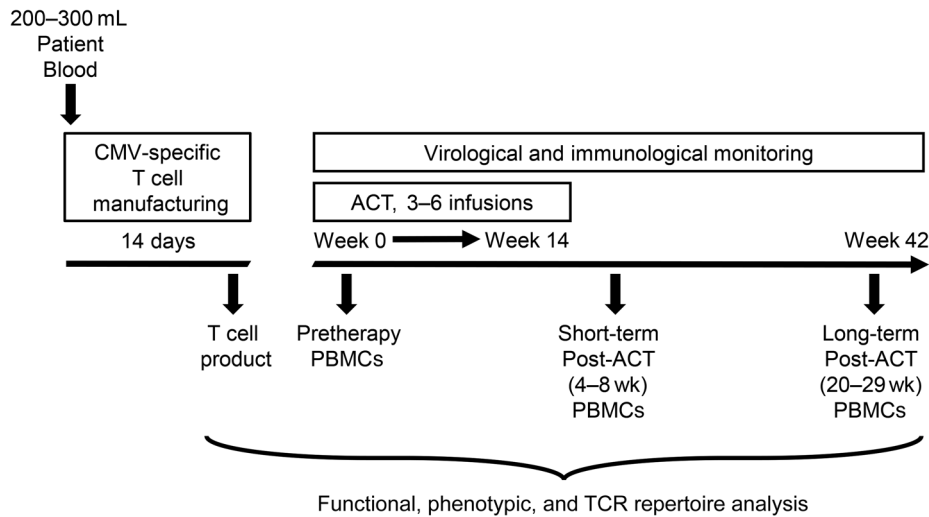 200–300 mL
Patient
Blood
CMV-specific
T cell
manufacturing
Virological and immunological monitoring
ACT, 3–6 infusions
14 days
Week 0
Week 14
Week 42
T cell
product
Pretherapy
PBMCs
Short-term
Post-ACT
(4–8 wk)
PBMCs
Long-term
Post-ACT
(20–29 wk)
PBMCs
Functional, phenotypic, and TCR repertoire analysis